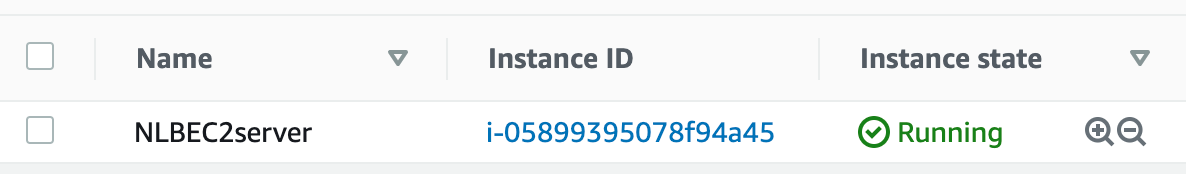 Name Instance ID Instance state
NLBEC2server i-05899395078f94a45 Running